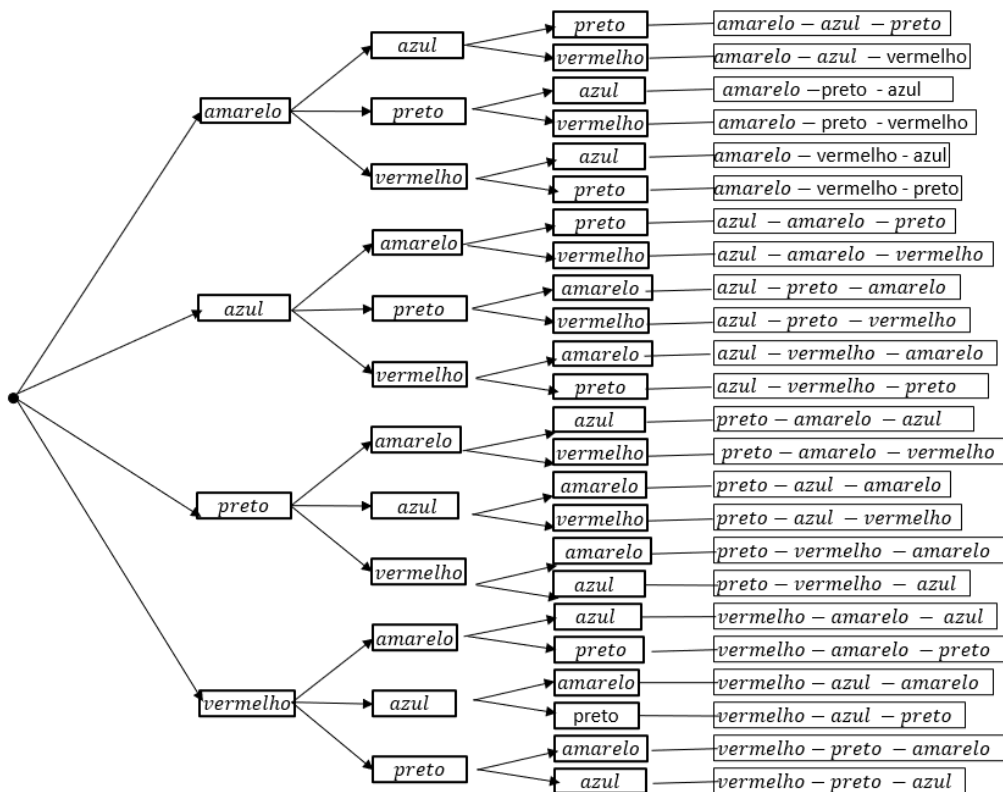 preto amarelo − azul − preto
azul
vermelho amarelo − azul − vermelho
azul amarelo −preto - azul
amarelo preto
vermelho amarelo − preto - vermelho
azul amarelo − vermelho - azul
vermelho
preto amarelo − vermelho - preto
preto azul − amarelo − preto
amarelo
vermelho azul − amarelo − vermelho
amarelo azul − preto − amarelo
azul preto
vermelho azul − preto − vermelho
amarelo azul − vermelho − amarelo
vermelho
preto azul − vermelho − preto
azul preto − amarelo − azul
amarelo
vermelho preto − amarelo − vermelho
amarelo preto − azul − amarelo
preto azul
vermelho preto − azul − vermelho
amarelo preto − vermelho − amarelo
vermelho
azul preto − vermelho − azul
azul vermelho − amarelo − azul
amarelo
preto vermelho − amarelo − preto
amarelo vermelho − azul − amarelo
vermelho azul
preto vermelho − azul − preto
amarelo vermelho − preto − amarelo
preto
azul vermelho − preto − azul